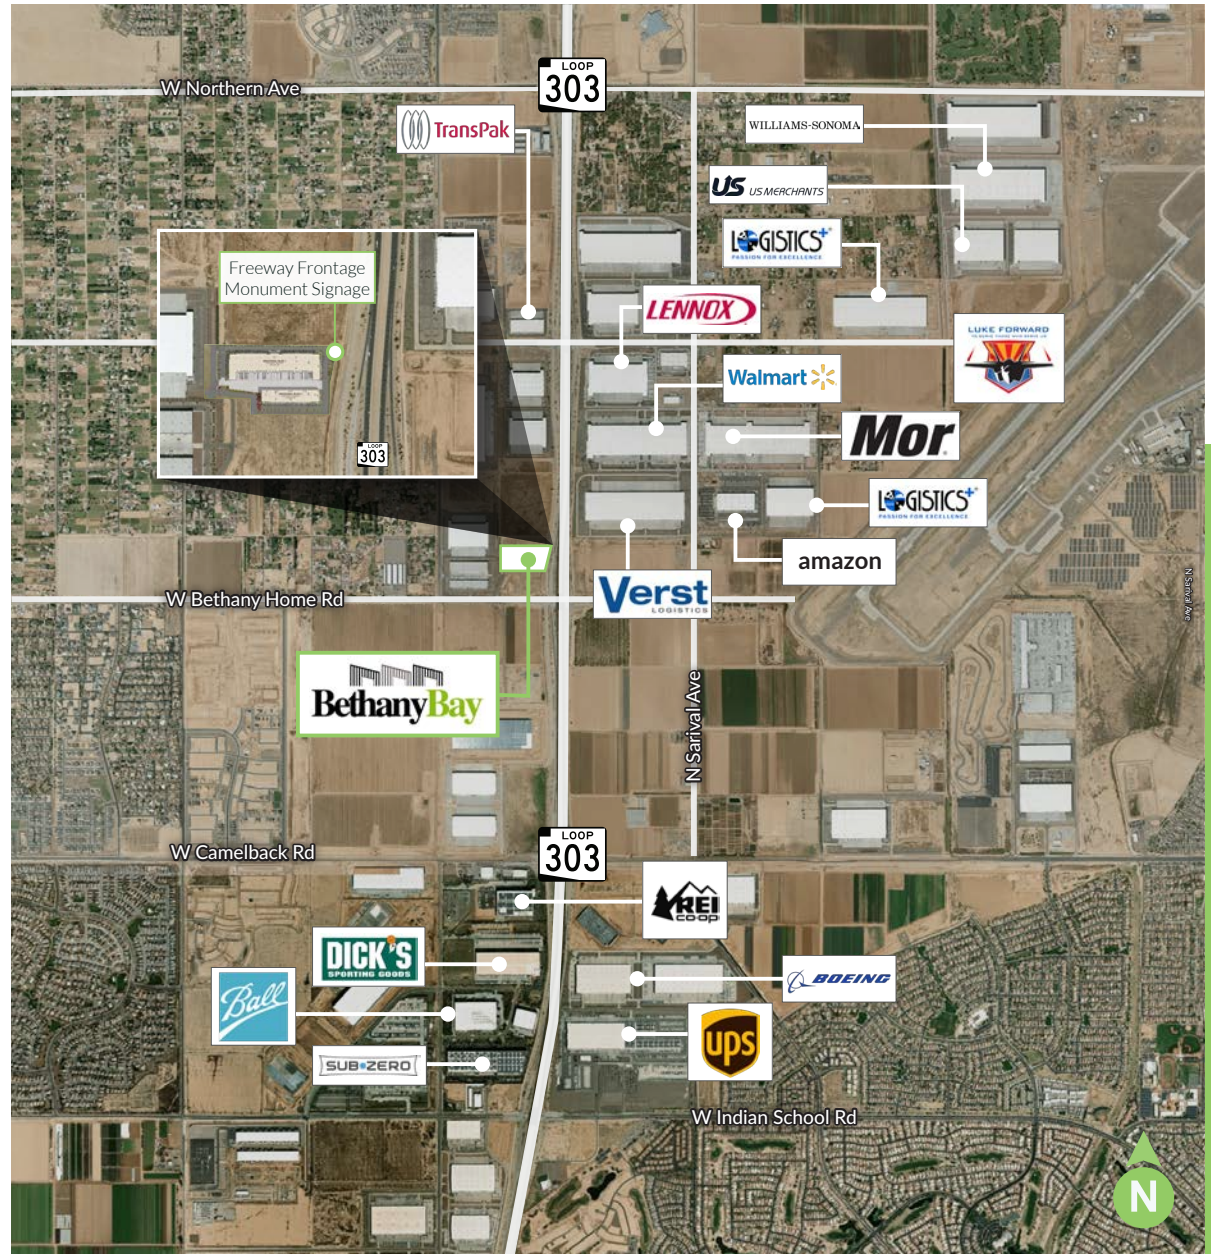 LOOP
303
W Northern Ave
TransPak
WILLIAMS-SONOMA
US US MERCHANTS
LOGISTICS+
PASSION FOR EXCELLENCE
Freeway Frontage
Monument Signage
LENNOX
LUKE FORWARD
Walmart
Mor
LOOP
303
LOGISTICS+
PASSION FOR EXCELLENCE
amazon
Verst
LOGISTICS
W Bethany Home Rd
N Sarival Ave
BethanyBay
N Sarival Ave
LOOP
303
W Camelback Rd
REI
co-op
DICK'S
SPORTING GOODS
BOEING
Ball
ups
SUB-ZERO
W Indian School Rd
N